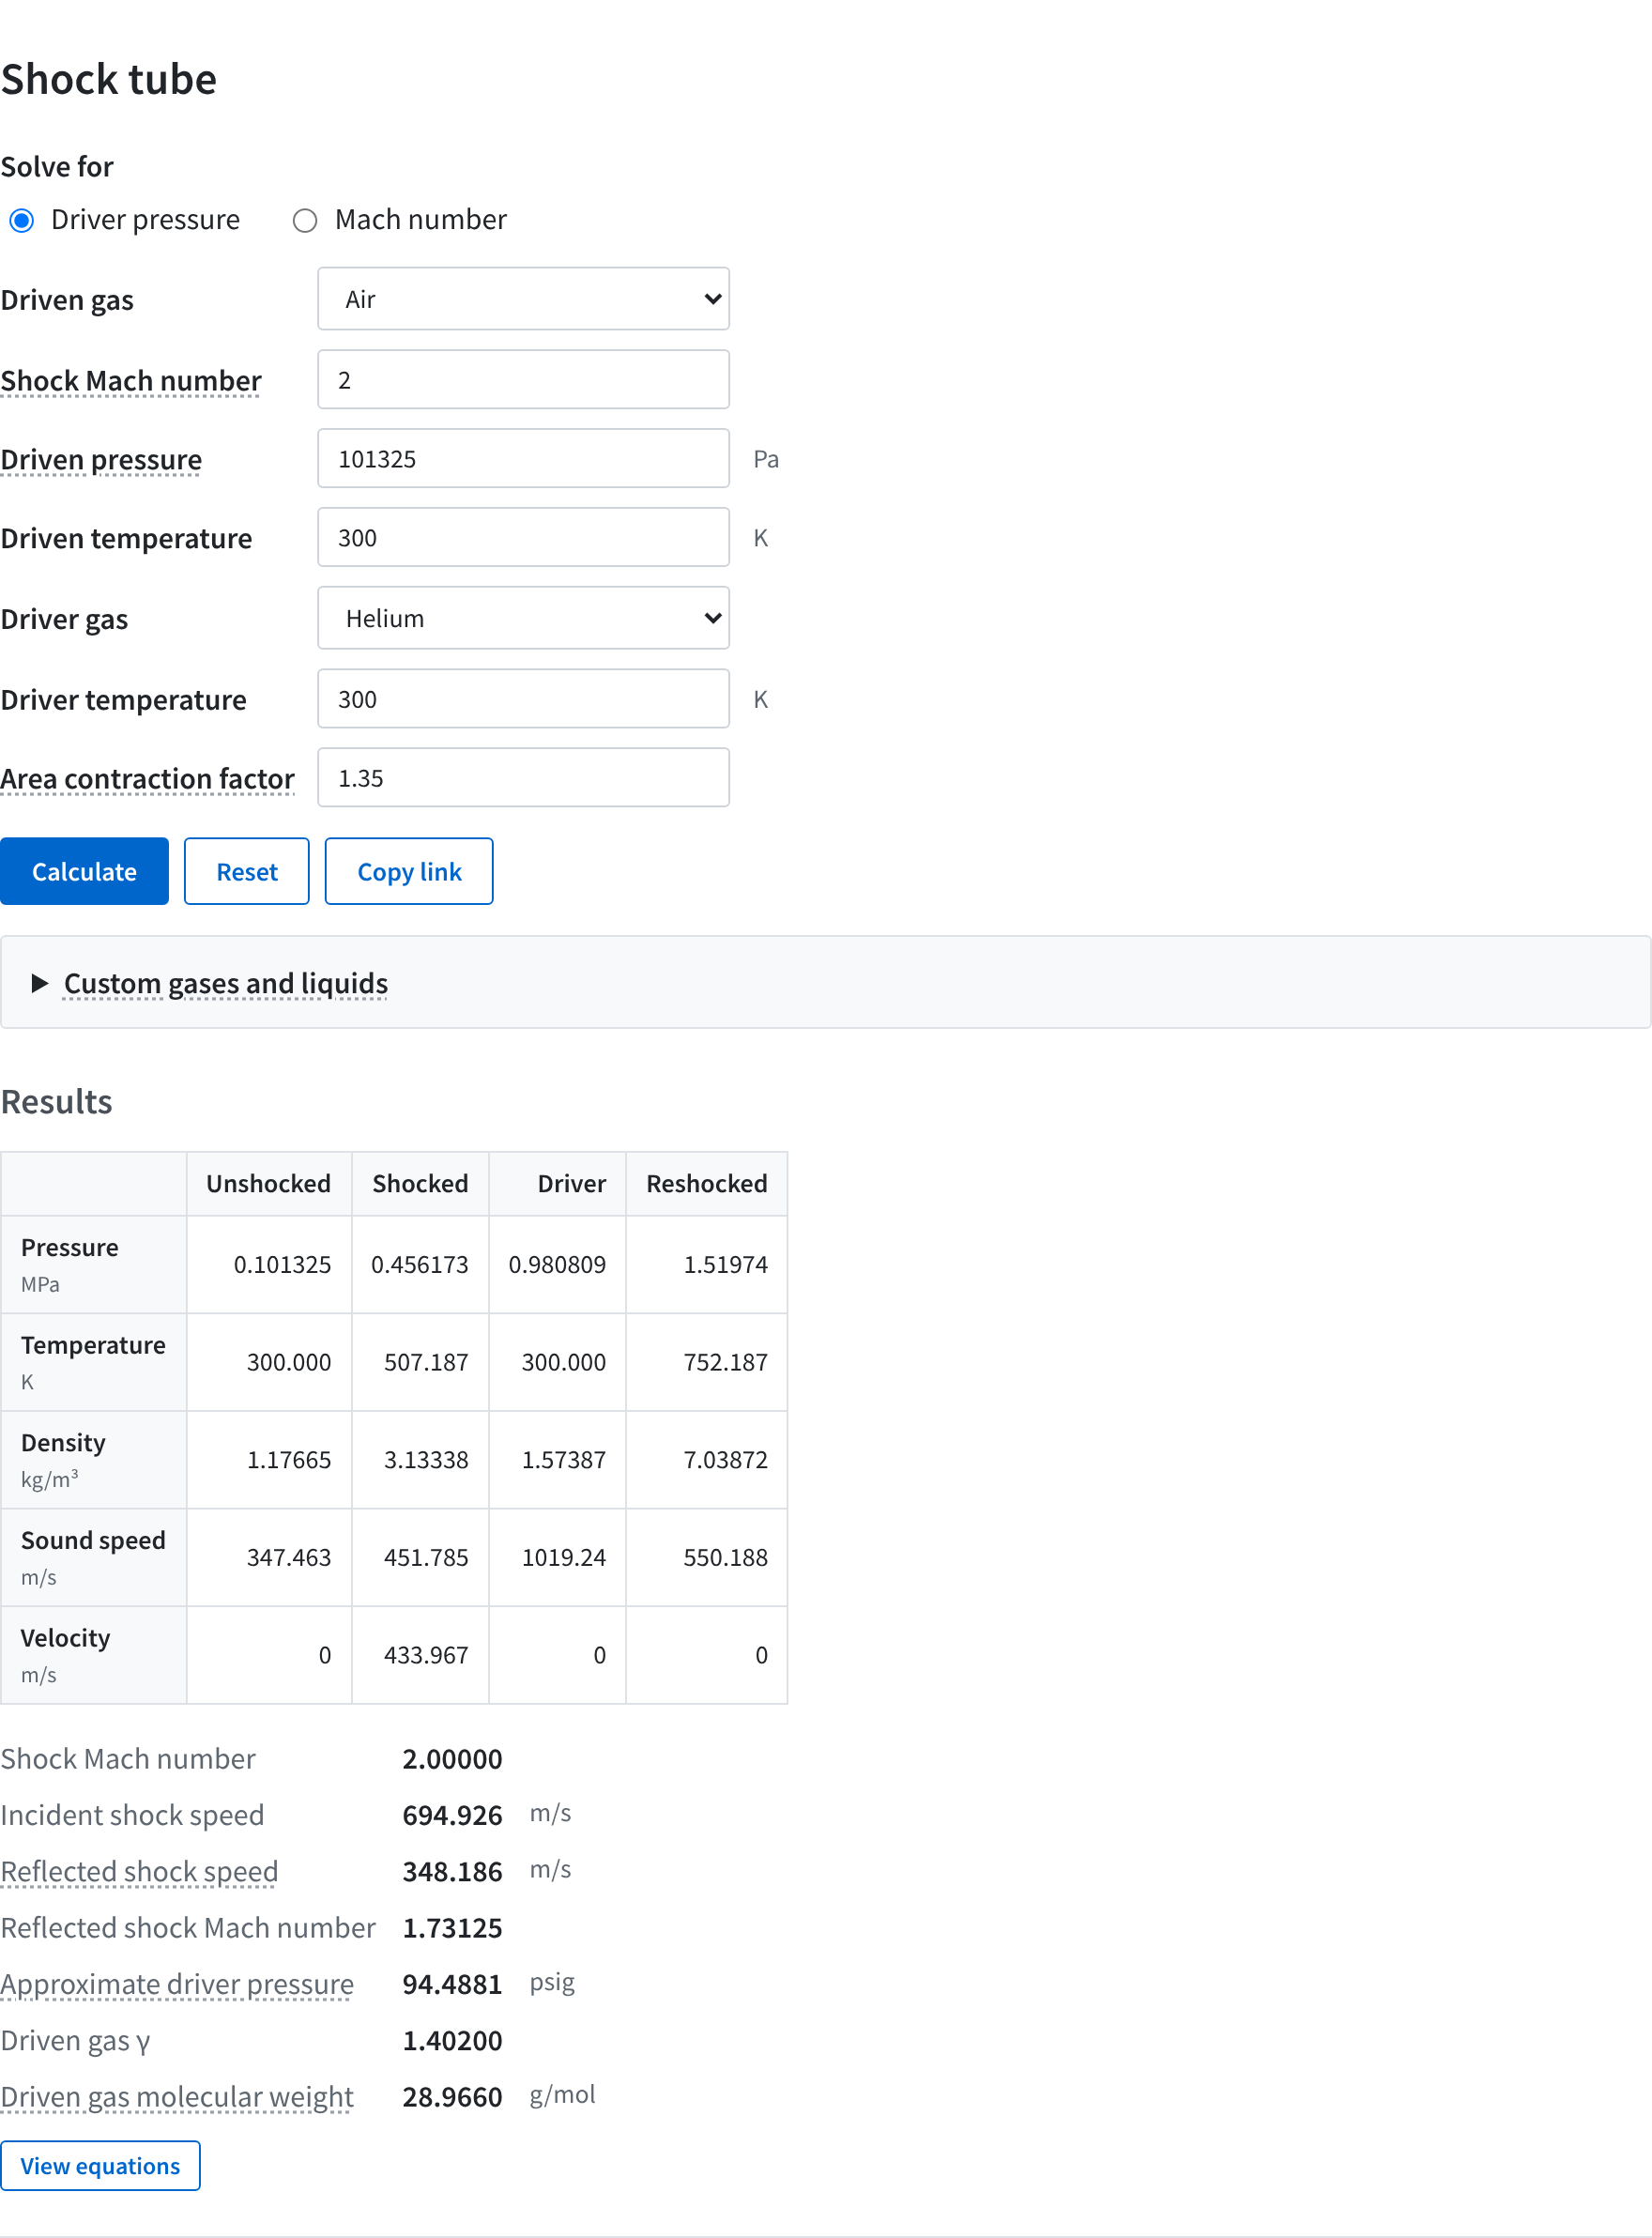 Shock tube
Solve for
Driver pressure Mach number
Driven gas Air
Shock Mach number 2
Driven pressure 101325 Pa
Driven temperature 300 K
Driver gas Helium
Driver temperature 300 K
Area contraction factor 1.35
Calculate Reset Copy link
Custom gases and liquids
Results
Unshocked Shocked Driver Reshocked
Pressure
MPa
0.101325 0.456173 0.980809 1.51974
Temperature
K
300.000 507.187 300.000 752.187
Density
kg/m³
1.17665 3.13338 1.57387 7.03872
Sound speed
m/s
347.463 451.785 1019.24 550.188
Velocity
m/s
0 433.967 0 0
Shock Mach number 2.00000
Incident shock speed 694.926 m/s
Reflected shock speed 348.186 m/s
Reflected shock Mach number 1.73125
Approximate driver pressure 94.4881 psig
Driven gas γ 1.40200
Driven gas molecular weight 28.9660 g/mol
View equations